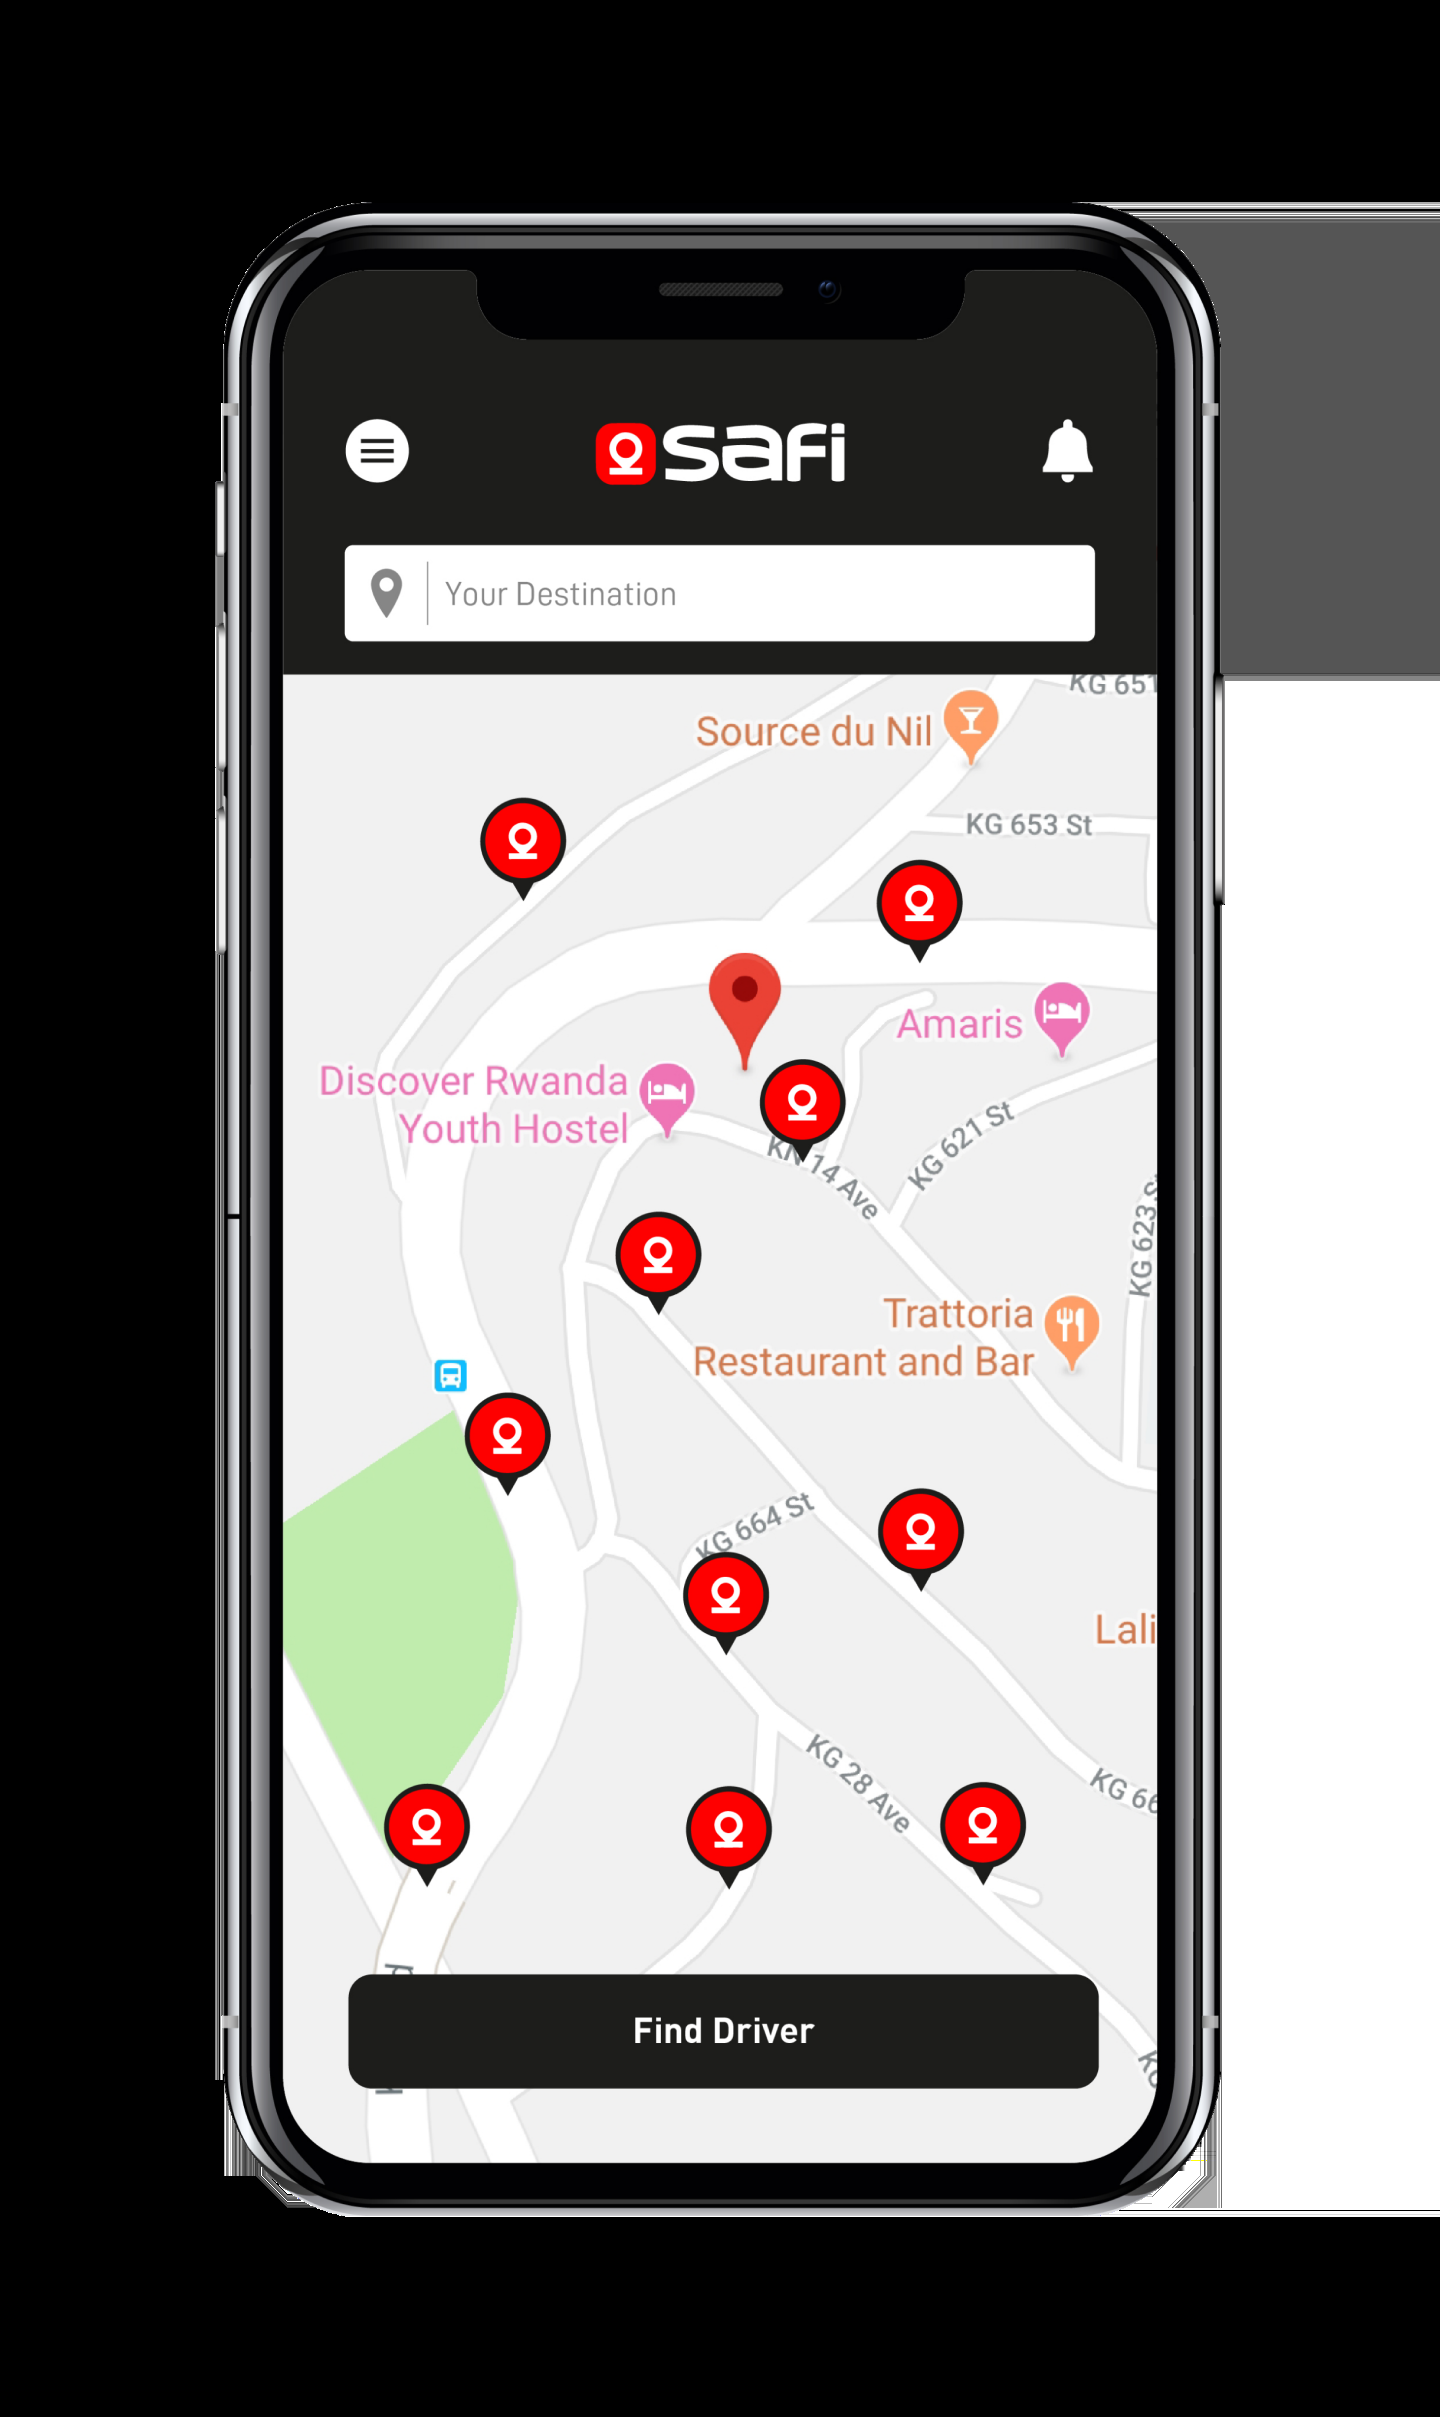 safi
Your Destination
KG 651
Source du Nil
KG 653 St
Amaris
Discover Rwanda
Youth Hostel
KN 14 Ave
KG 621 St
KG 623 S
Trattoria
Restaurant and Bar
KG 664 St
Lali
KG 28 Ave
KG 66
Find Driver